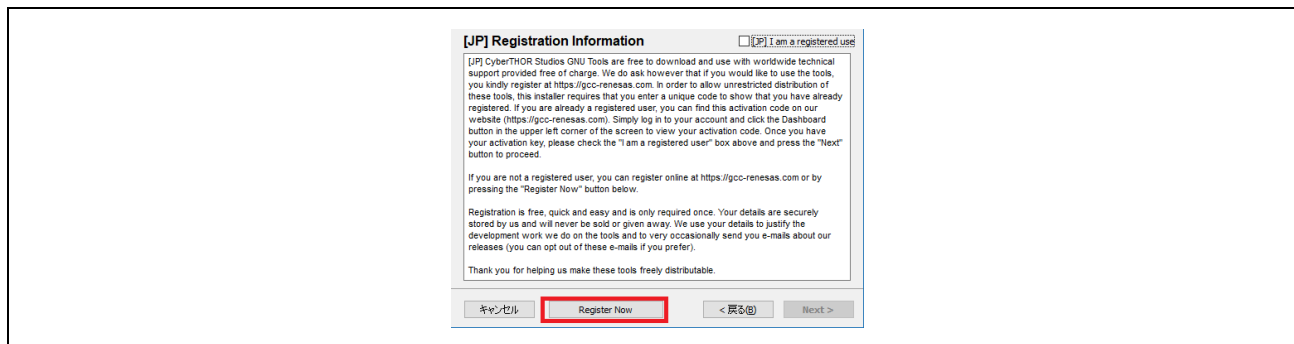 [JP] Registration Information
[JP] I am a registered use
[JP] CyberTHOR Studios GNU Tools are free to download and use with worldwide technical
support provided free of charge. We do ask however that if you would like to use the tools,
you kindly register at https://gcc-renesas.com. In order to allow unrestricted distribution of
these tools, this installer requires that you enter a unique code to show that you have already
registered. If you are already a registered user, you can find this activation code on our
website (https://gcc-renesas.com). Simply log in to your account and click the Dashboard
button in the upper left corner of the screen to view your activation code. Once you have
your activation key, please check the "I am a registered user" box above and press the "Next"
button to proceed.
If you are not a registered user, you can register online at https://gcc-renesas.com or by
pressing the "Register Now" button below.
Registration is free, quick and easy and is only required once. Your details are securely
stored by us and will never be sold or given away. We use your details to justify the
development work we do on the tools and to very occasionally send you e-mails about our
releases (you can opt out of these e-mails if you prefer).
Thank you for helping us make these tools freely distributable.
キャンセル
Register Now
< 戻る(B)
Next >